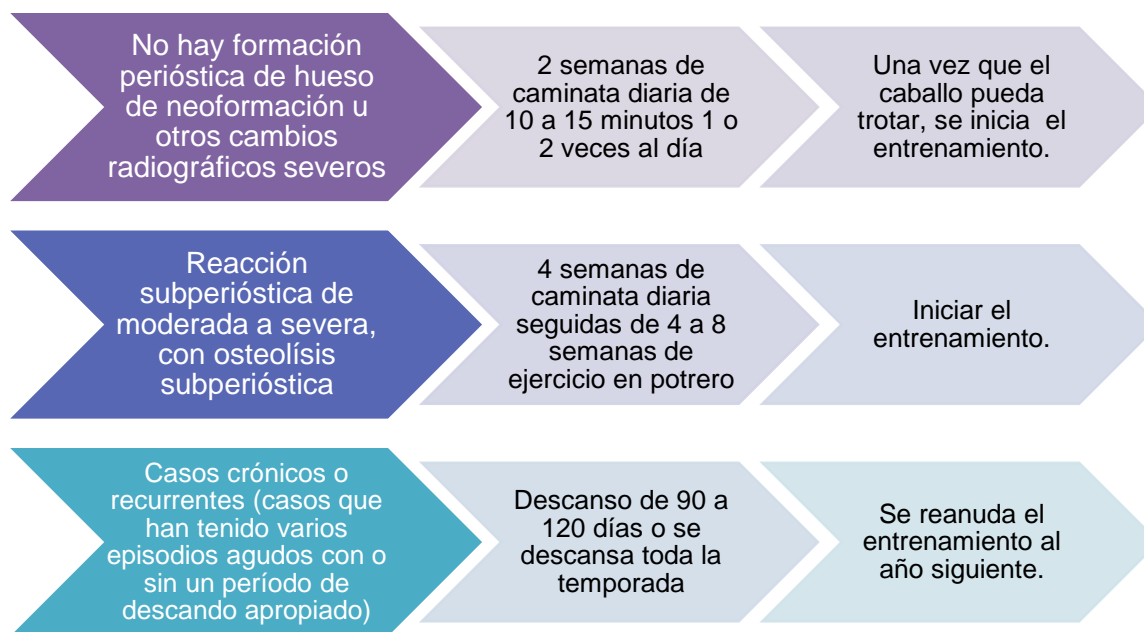 No hay formación
perióstica de hueso
de neoformación u
otros cambios
radiográficos severos
2 semanas de
caminata diaria de
10 a 15 minutos 1 o
2 veces al día
Una vez que el
caballo pueda
trotar, se inicia  el
entrenamiento.
Reacción
subperióstica de
moderada a severa,
con osteolísis
subperióstica
4 semanas de
caminata diaria
seguidas de 4 a 8
semanas de
ejercicio en potrero
Iniciar el
entrenamiento.
Casos crónicos o
recurrentes (casos que
han tenido varios
episodios agudos con o
sin un período de
descando apropiado)
Descanso de 90 a
120 días o se
descansa toda la
temporada
Se reanuda el
entrenamiento al
año siguiente.